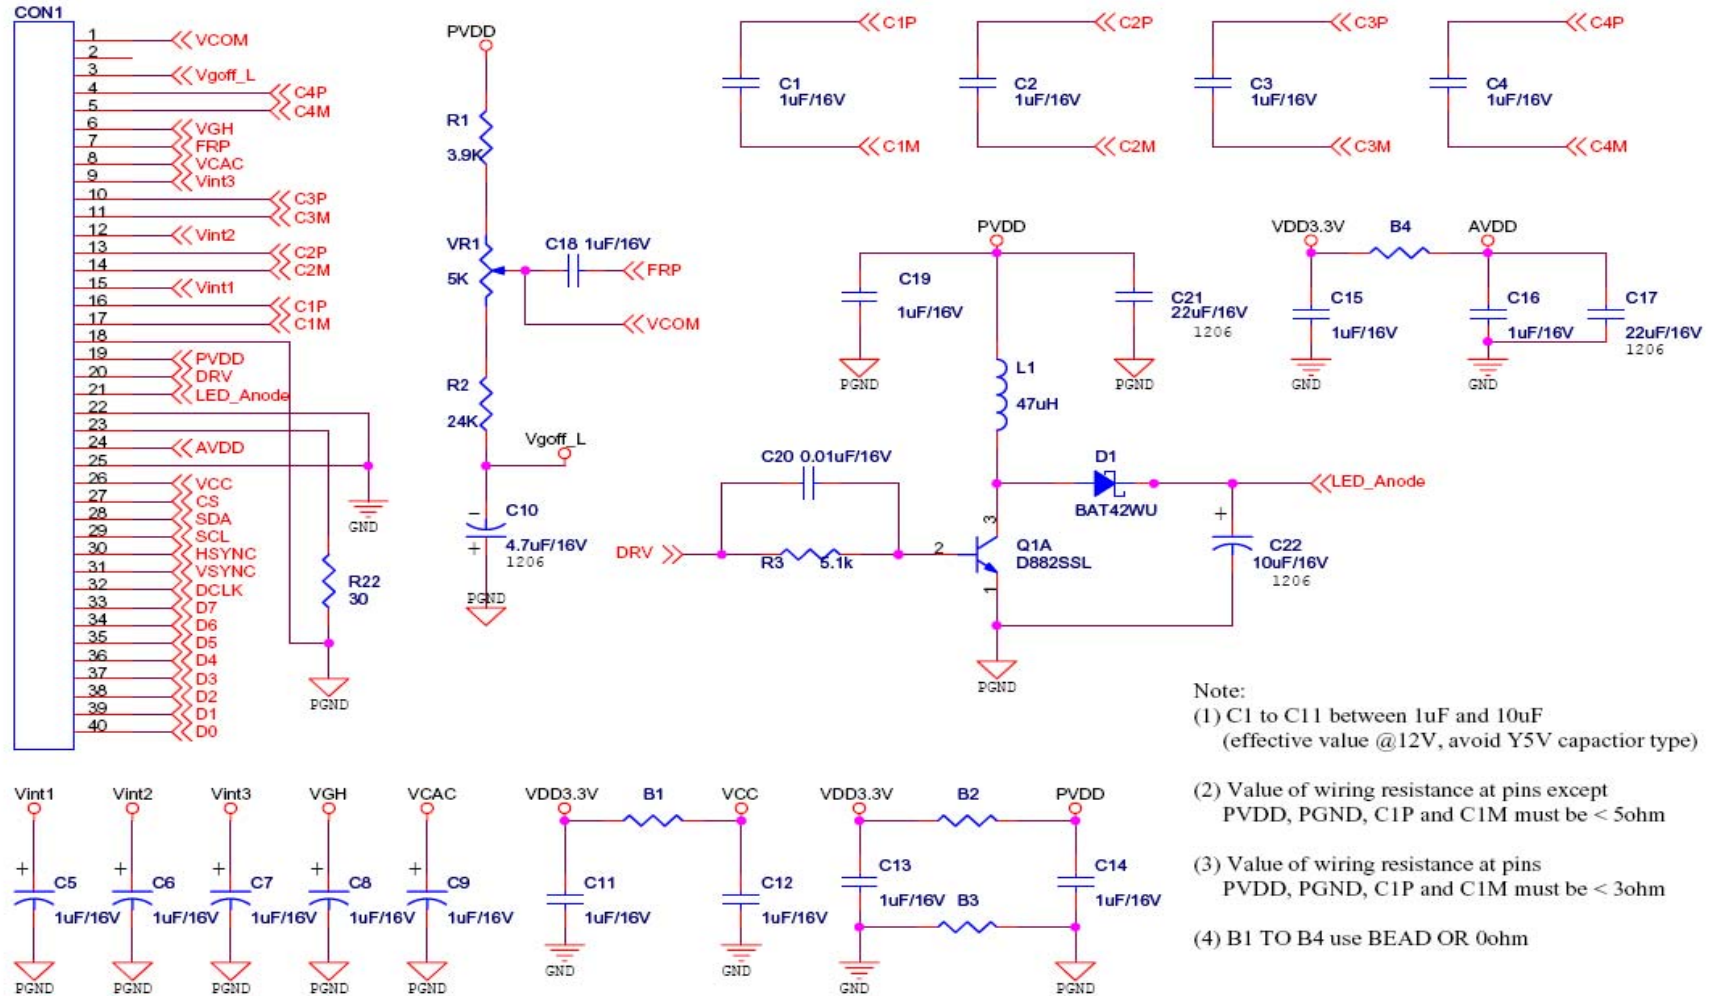 CON1
1 VCOM
2
3 Vgoff_L
4 C4P
5 C4M
6 VGH
7 FRP
8 VCAC
9 Vint3
10 C3P
11 C3M
12 Vint2
13 C2P
14 C2M
15 Vint1
16 C1P
17 C1M
18
19 PVDD
20 DRV
21 LED_Anode
22
23
24 AVDD
25
26 VCC
27 CS
28 SDA
29 SCL
30 HSYNC
31 VSYNC
32 DCLK
33 D7
34 D6
35 D5
36 D4
37 D3
38 D2
39 D1
40 D0
GND
R22
30
PGND
PVDD
R1
3.9K
VR1
5K
C18 1uF/16V
FRP
VCOM
R2
24K
Vgoff_L
−
C10
+
4.7uF/16V
1206
PGND
C1P
C1
1uF/16V
C1M
C2P
C2
1uF/16V
C2M
C3P
C3
1uF/16V
C3M
C4P
C4
1uF/16V
C4M
PVDD
C19
1uF/16V
PGND
C21
22uF/16V
1206
PGND
L1
47uH
C20 0.01uF/16V
DRV
R3 5.1k
2
3
1
Q1A
D882SSL
D1
BAT42WU
LED_Anode
+
C22
10uF/16V
1206
PGND
VDD3.3V
B4
AVDD
C15
1uF/16V
GND
C16
1uF/16V
GND
C17
22uF/16V
1206
Vint1
+
C5
1uF/16V
PGND
Vint2
+
C6
1uF/16V
PGND
Vint3
+
C7
1uF/16V
PGND
VGH
+
C8
1uF/16V
PGND
VCAC
+
C9
1uF/16V
PGND
VDD3.3V
B1
VCC
C11
1uF/16V
GND
C12
1uF/16V
GND
VDD3.3V
B2
PVDD
C13
1uF/16V
B3
GND
C14
1uF/16V
PGND
Note:
(1) C1 to C11 between 1uF and 10uF
(effective value @12V, avoid Y5V capactior type)
(2) Value of wiring resistance at pins except
PVDD, PGND, C1P and C1M must be < 5ohm
(3) Value of wiring resistance at pins
PVDD, PGND, C1P and C1M must be < 3ohm
(4) B1 TO B4 use BEAD OR 0ohm